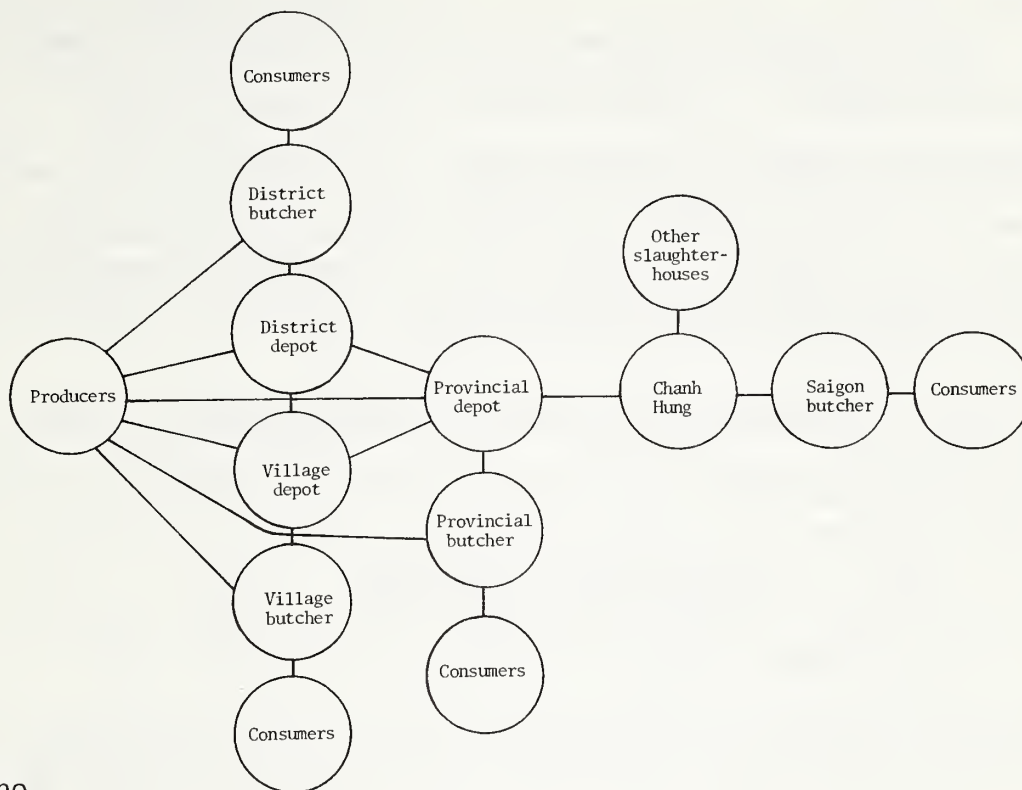 Consumers
District
butcher
Other
slaughter-
houses
District
depot
Producers
Provincial
depot
Chanh
Hung
Saigon
butcher
Consumers
Village
depot
Provincial
butcher
Village
butcher
Consumers
Consumers